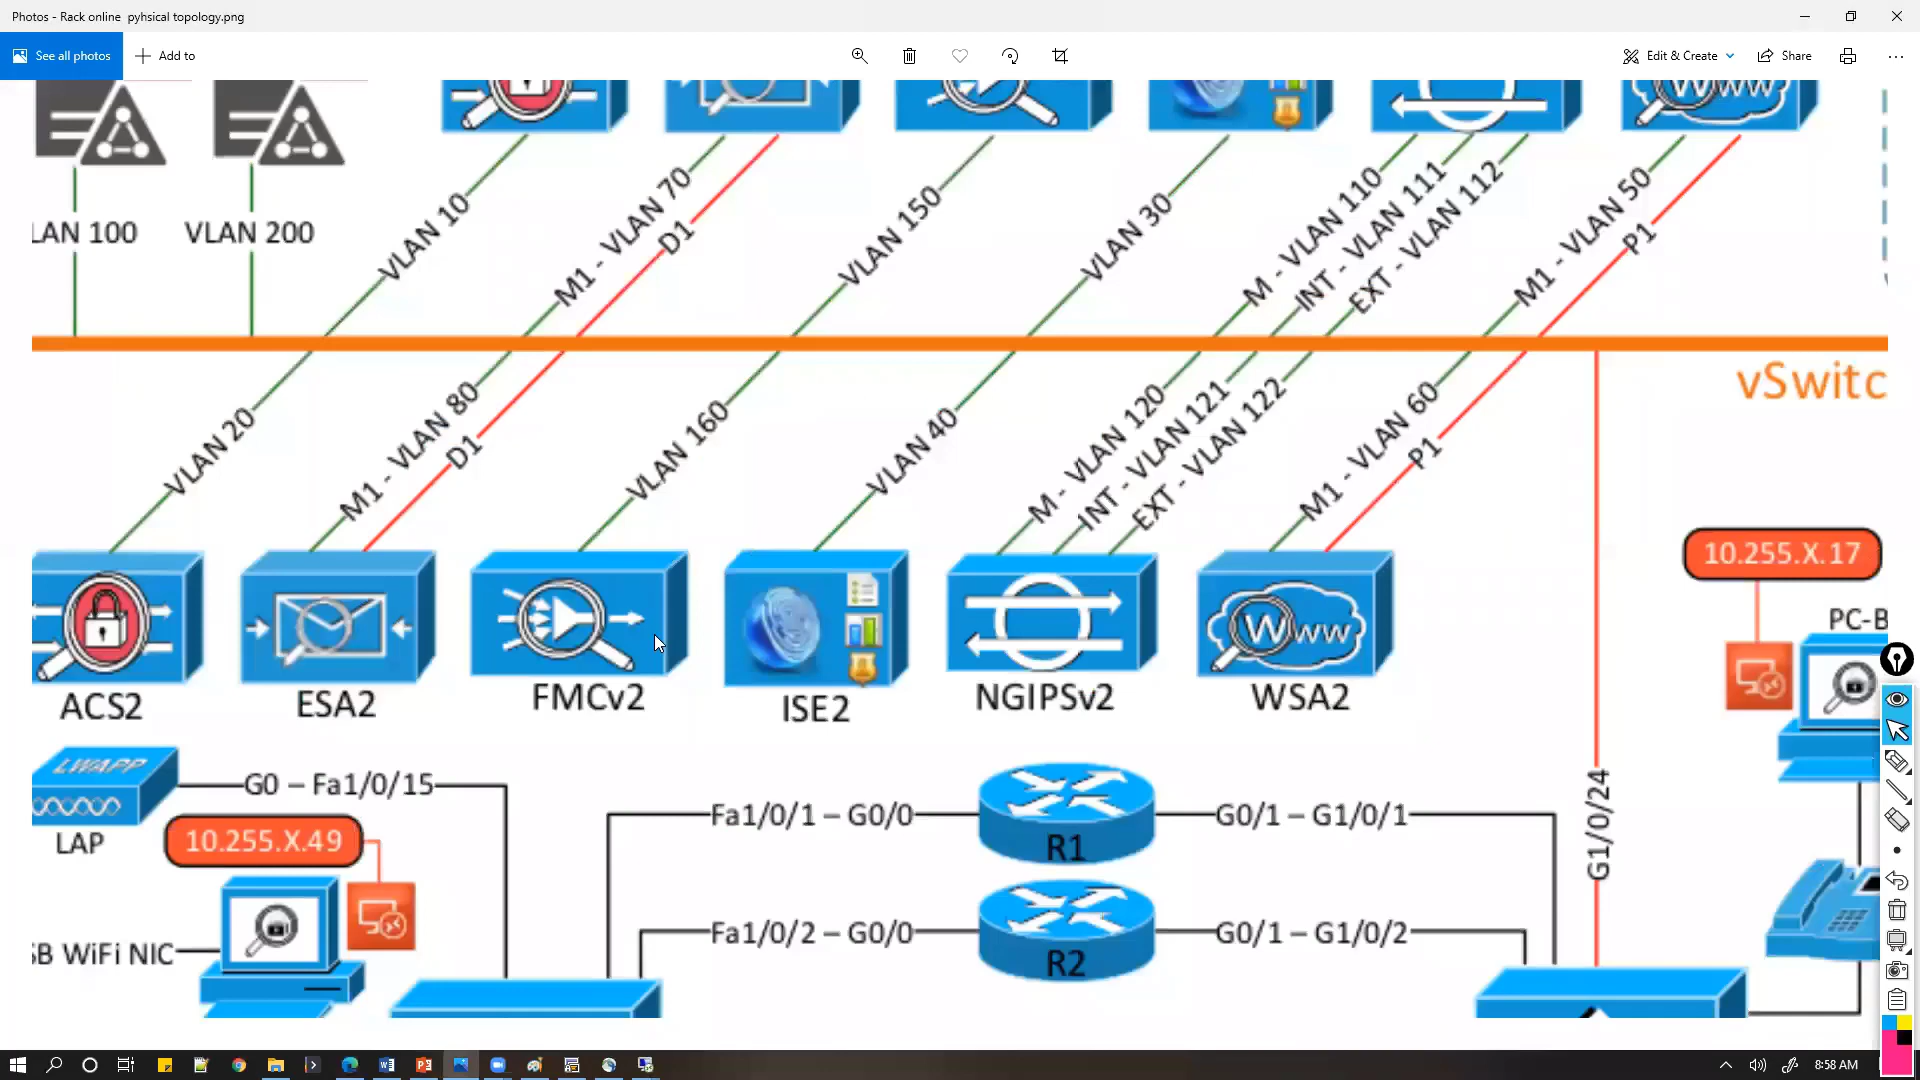 Photos - Rack online  pyhsical topology.png
See all photos
Add to
Edit & Create
Share
www
LAN 100
VLAN 200
VLAN 10
M1 - VLAN 70
D1
VLAN 150
VLAN 30
M - VLAN 110
INT - VLAN 111
EXT - VLAN 112
M1 - VLAN 50
P1
vSwitc
VLAN 20
M1 - VLAN 80
D1
VLAN 160
VLAN 40
M - VLAN 120
INT - VLAN 121
EXT - VLAN 122
M1 - VLAN 60
P1
10.255.X.17
PC-B
Www
ACS2
ESA2
FMCv2
ISE2
NGIPSv2
WSA2
LWAPP
G0 – Fa1/0/15
LAP
10.255.X.49
Fa1/0/1 – G0/0
R1
G0/1 – G1/0/1
G1/0/24
Fa1/0/2 – G0/0
R2
G0/1 – G1/0/2
SB WiFi NIC
8:58 AM